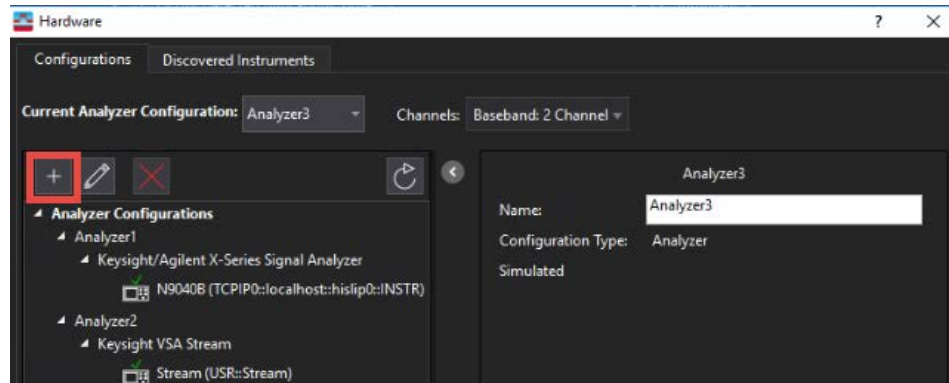 Hardware
? ×
Configurations Discovered Instruments
Current Analyzer Configuration: Analyzer3 Channels: Baseband: 2 Channel
+
Analyzer3
Analyzer Configurations
Name: Analyzer3
Analyzer1
Configuration Type: Analyzer
Keysight/Agilent X-Series Signal Analyzer
Simulated
N9040B (TCPIP0::localhost::hislip0::INSTR)
Analyzer2
Keysight VSA Stream
Stream (USR::Stream)